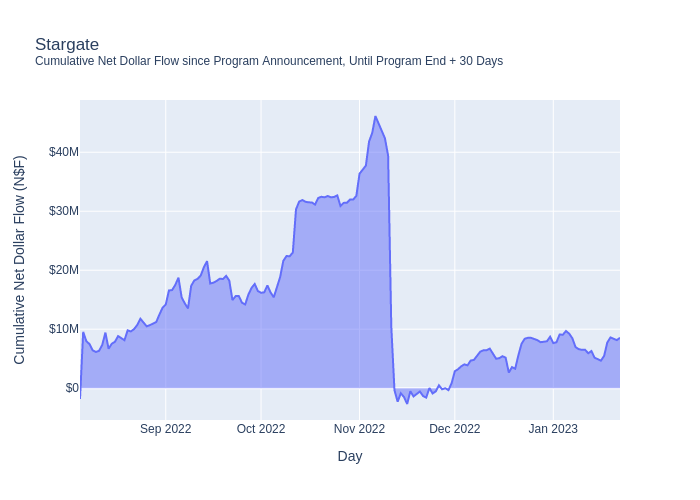 Stargate
Cumulative Net Dollar Flow since Program Announcement, Until Program End + 30 Days
Cumulative Net Dollar Flow (N$F)
$40M
$30M
$20M
$10M
$0
Sep 2022
Oct 2022
Nov 2022
Dec 2022
Jan 2023
Day